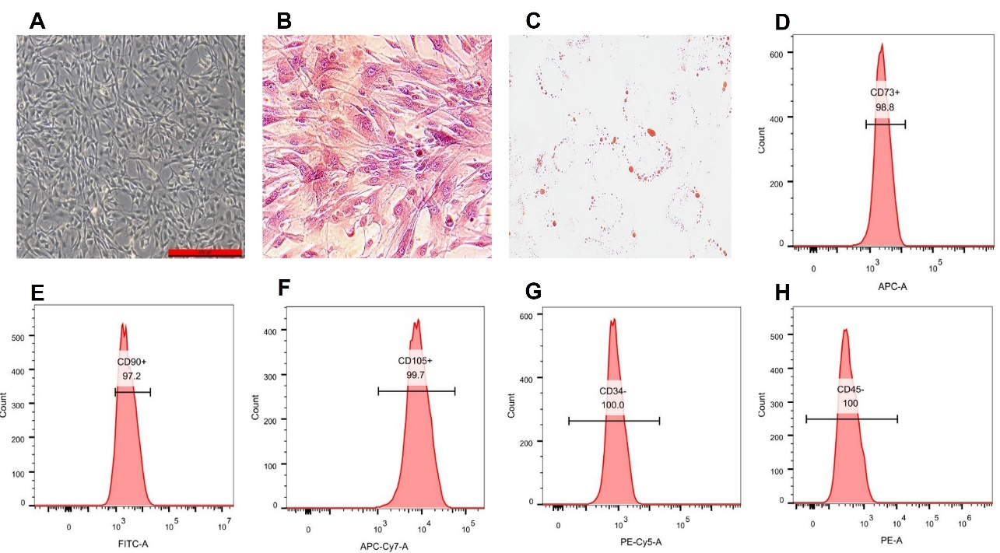 A
B
C
D
600
400
200
0
Count
CD73+
98.8
0
10³
10⁵
APC-A
E
500
400
300
200
100
0
Count
CD90+
97.2
0
10³
10⁵
10⁷
FITC-A
F
400
300
200
100
0
Count
CD105+
99.7
0
10³
10⁴
10⁵
APC-Cy7-A
G
600
400
200
0
Count
CD34-
100.0
0
10³
10⁵
PE-Cy5-A
H
500
400
300
200
100
0
Count
CD45-
100
0
10³
10⁴
10⁵
10⁶
PE-A